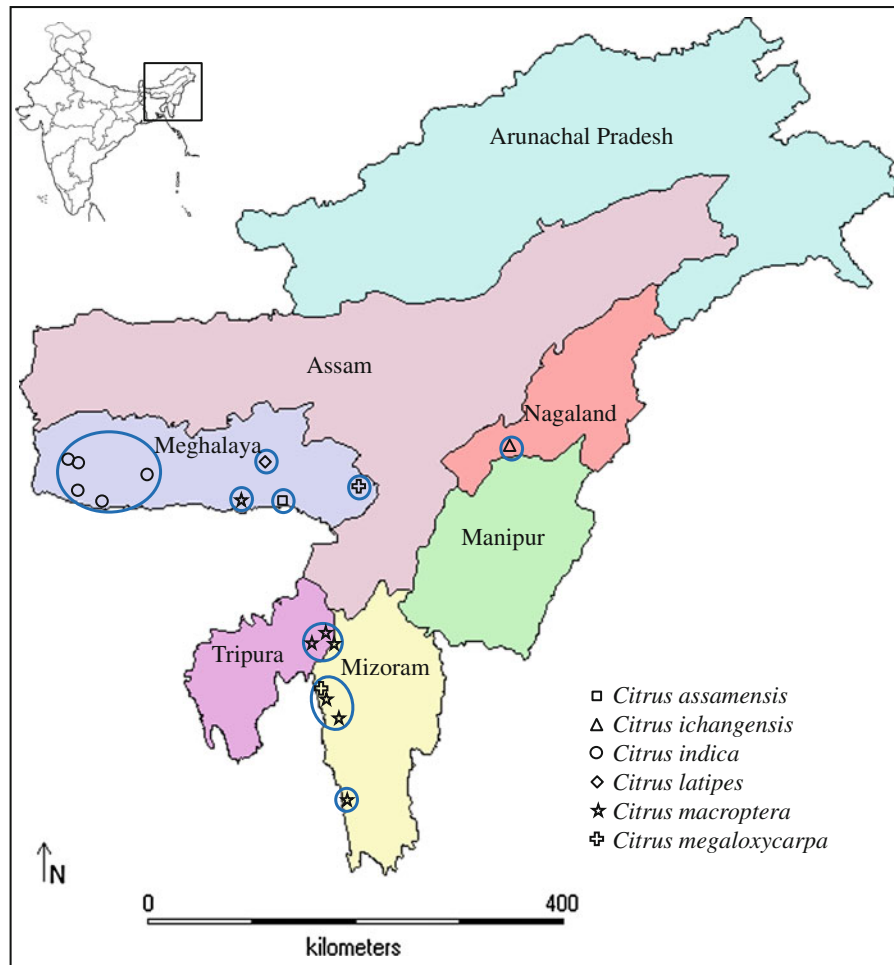 Arunachal Pradesh
Assam
Nagaland
Meghalaya
Manipur
Tripura
Mizoram
Citrus assamensis
Citrus ichangensis
Citrus indica
Citrus latipes
Citrus macroptera
Citrus megaloxycarpa
N
0 400
kilometers